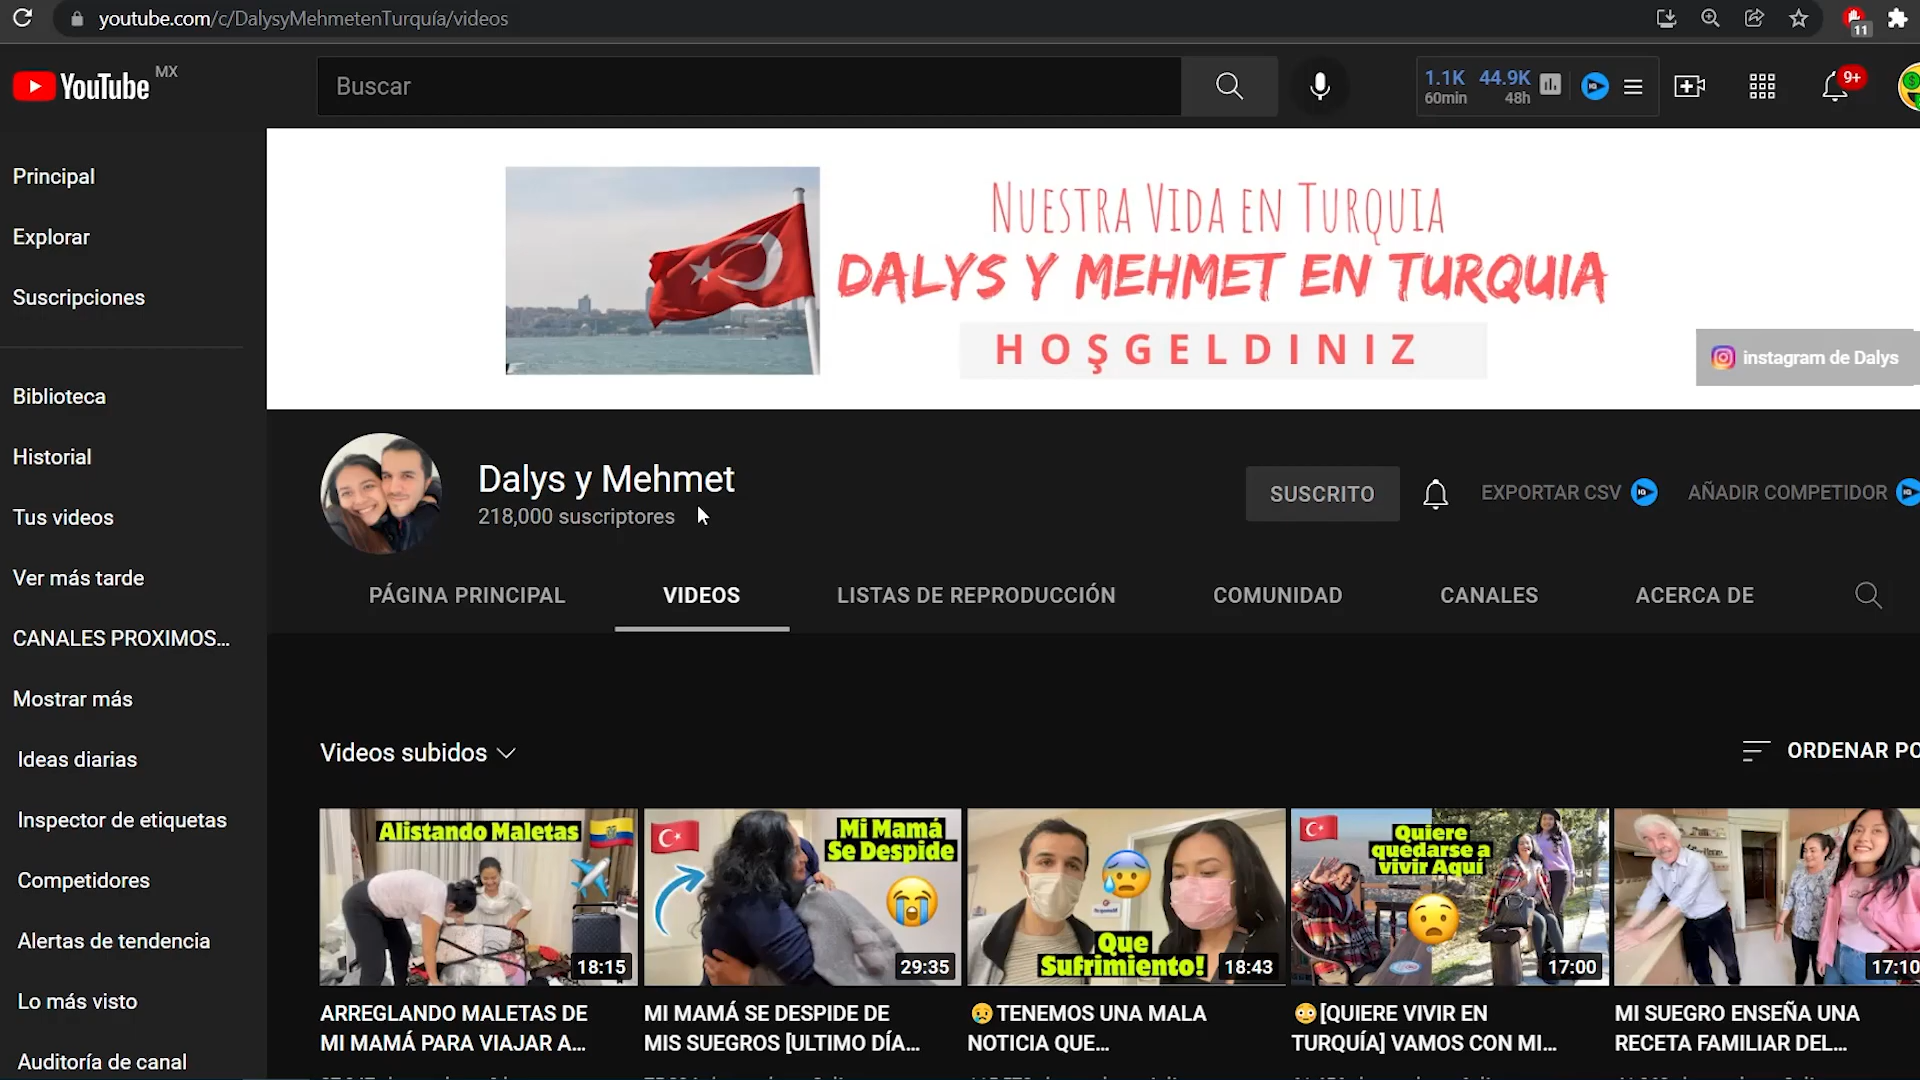 youtube.com/c/DalysyMehmetenTurquía/videos
11
YouTube MX
Buscar
1.1K 44.9K
60min 48h
9+
Principal
Explorar
Suscripciones
Biblioteca
Historial
Tus videos
Ver más tarde
CANALES PROXIMOS...
Mostrar más
Ideas diarias
Inspector de etiquetas
Competidores
Alertas de tendencia
Lo más visto
Auditoría de canal
NUESTRA VIDA EN TURQUIA
DALYS Y MEHMET EN TURQUIA
HOŞGELDINIZ
instagram de Dalys
Dalys y Mehmet
218,000 suscriptores
SUSCRITO
EXPORTAR CSV
AÑADIR COMPETIDOR
PÁGINA PRINCIPAL VIDEOS LISTAS DE REPRODUCCIÓN COMUNIDAD CANALES ACERCA DE
Videos subidos
ORDENAR PO
Alistando Maletas
18:15
ARREGLANDO MALETAS DE
MI MAMÁ PARA VIAJAR A...
Mi Mamá
Se Despide
29:35
MI MAMÁ SE DESPIDE DE
MIS SUEGROS [ULTIMO DÍA...
Que
Sufrimiento!
18:43
TENEMOS UNA MALA
NOTICIA QUE...
Quiere
quedarse a
vivir Aquí
17:00
[QUIERE VIVIR EN
TURQUÍA] VAMOS CON MI...
17:10
MI SUEGRO ENSEÑA UNA
RECETA FAMILIAR DEL...